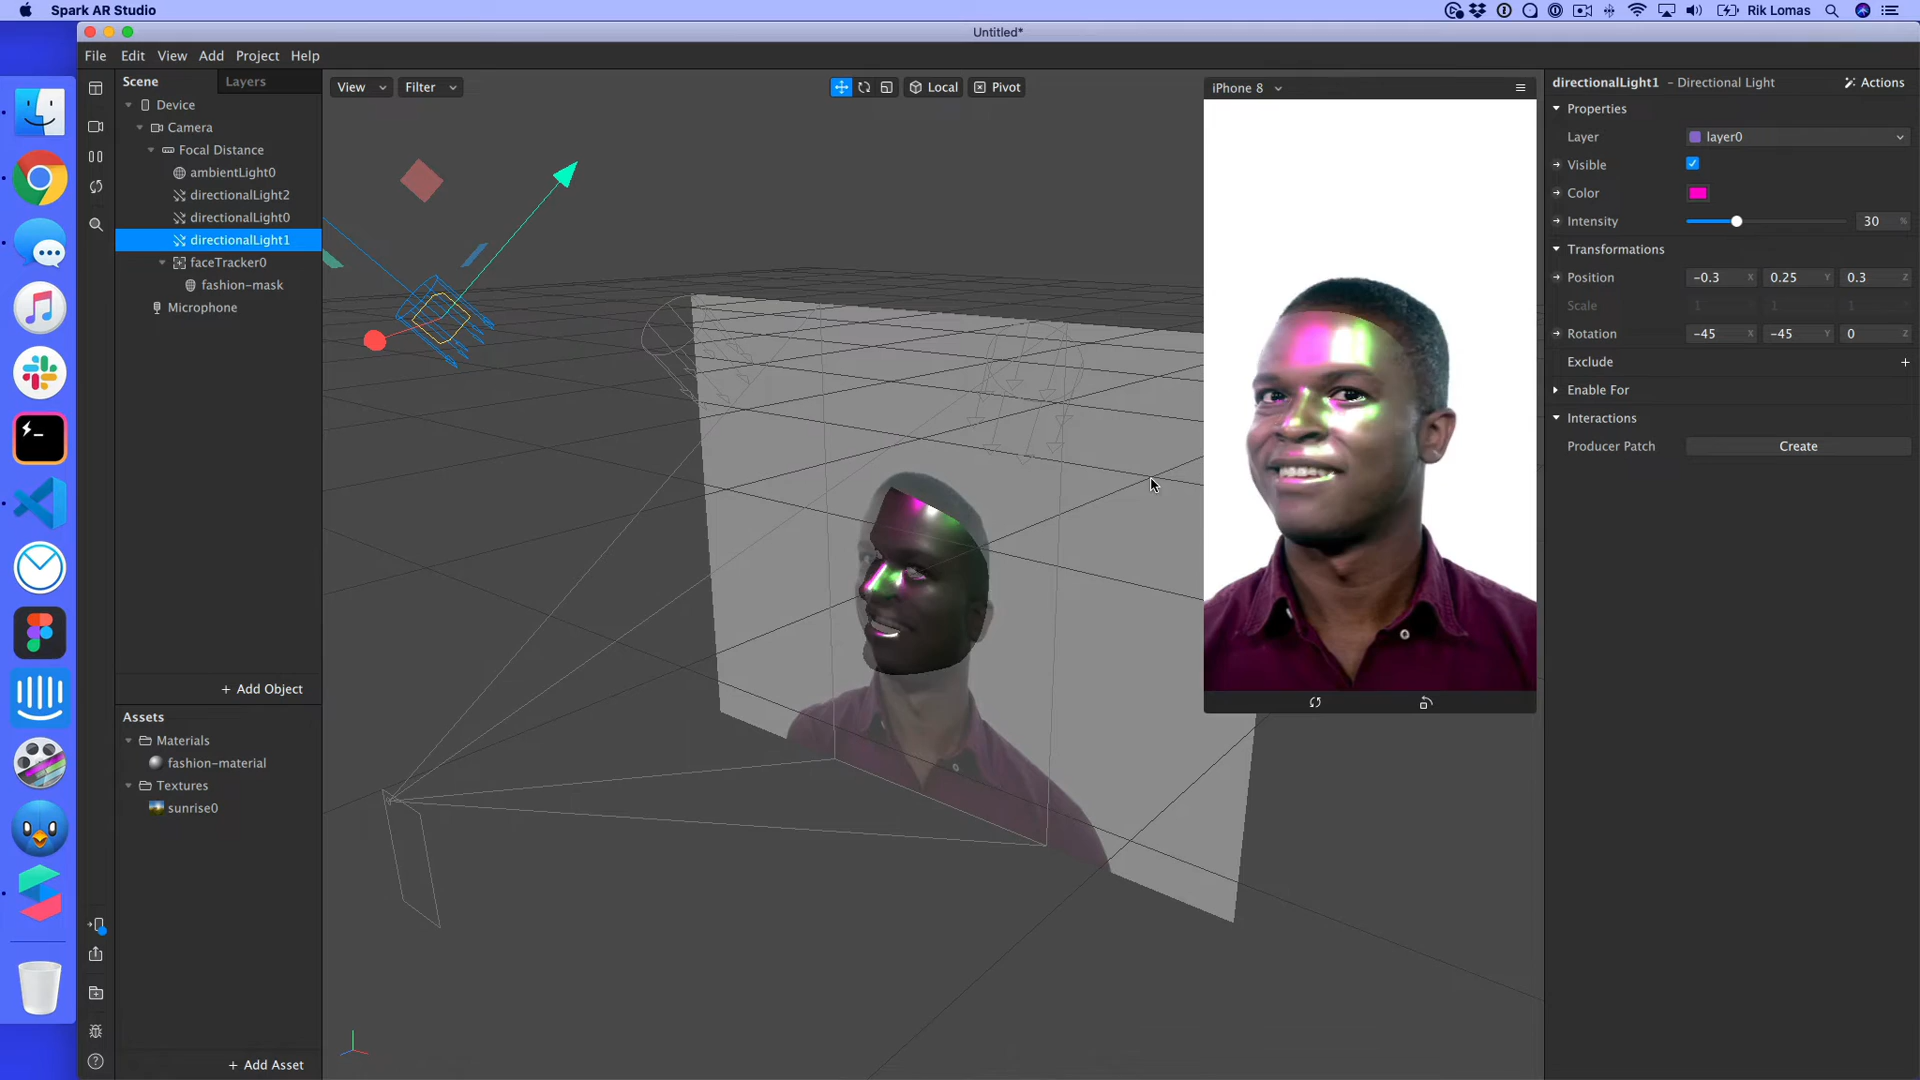 Spark AR Studio
Rik Lomas
Untitled*
File Edit View Add Project Help
Scene Layers
Device
Camera
Focal Distance
ambientLight0
directionalLight2
directionalLight0
directionalLight1
faceTracker0
fashion-mask
Microphone
+ Add Object
Assets
Materials
fashion-material
Textures
sunrise0
+ Add Asset
View Filter
Local Pivot
iPhone 8
directionalLight1 – Directional Light Actions
Properties
Layer layer0
Visible
Color
Intensity 30 %
Transformations
Position -0.3 X 0.25 Y 0.3 Z
Scale 1 X 1 Y 1 Z
Rotation -45 X -45 Y 0 Z
Exclude +
Enable For
Interactions
Producer Patch Create